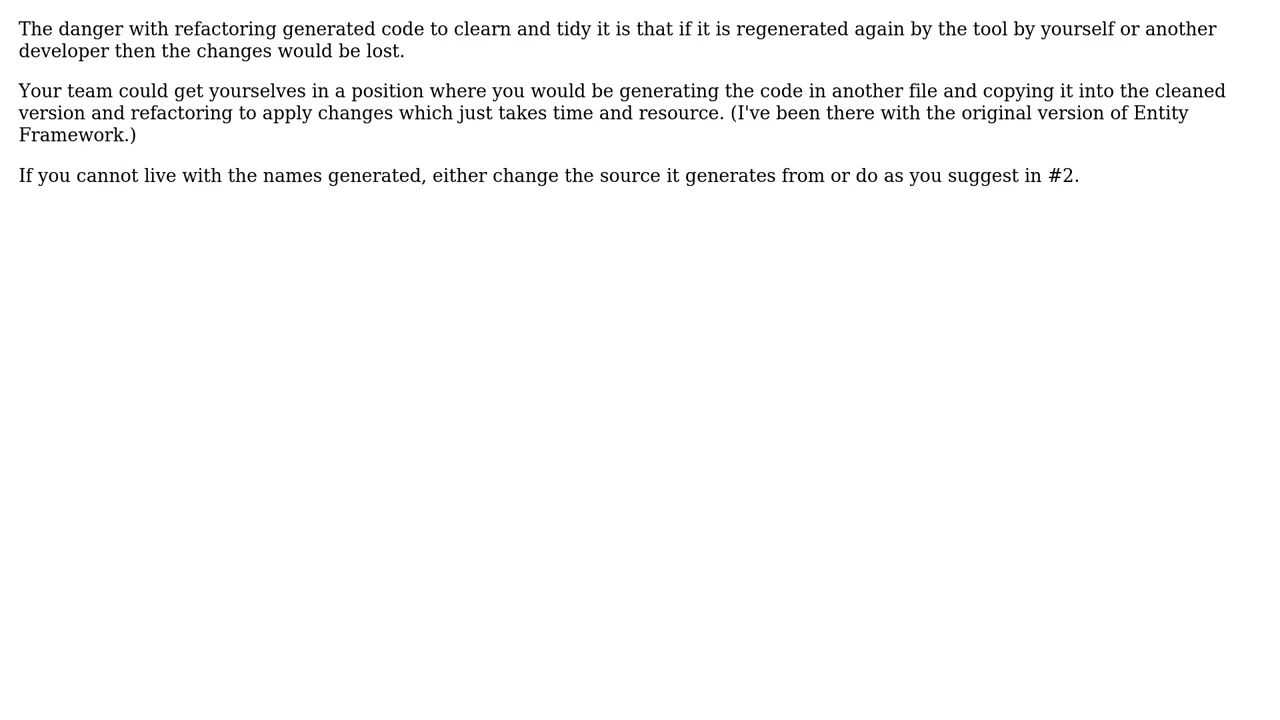 The danger with refactoring generated code to clearn and tidy it is that if it is regenerated again by the tool by yourself or another
developer then the changes would be lost.
Your team could get yourselves in a position where you would be generating the code in another file and copying it into the cleaned
version and refactoring to apply changes which just takes time and resource. (I've been there with the original version of Entity
Framework.)
If you cannot live with the names generated, either change the source it generates from or do as you suggest in #2.